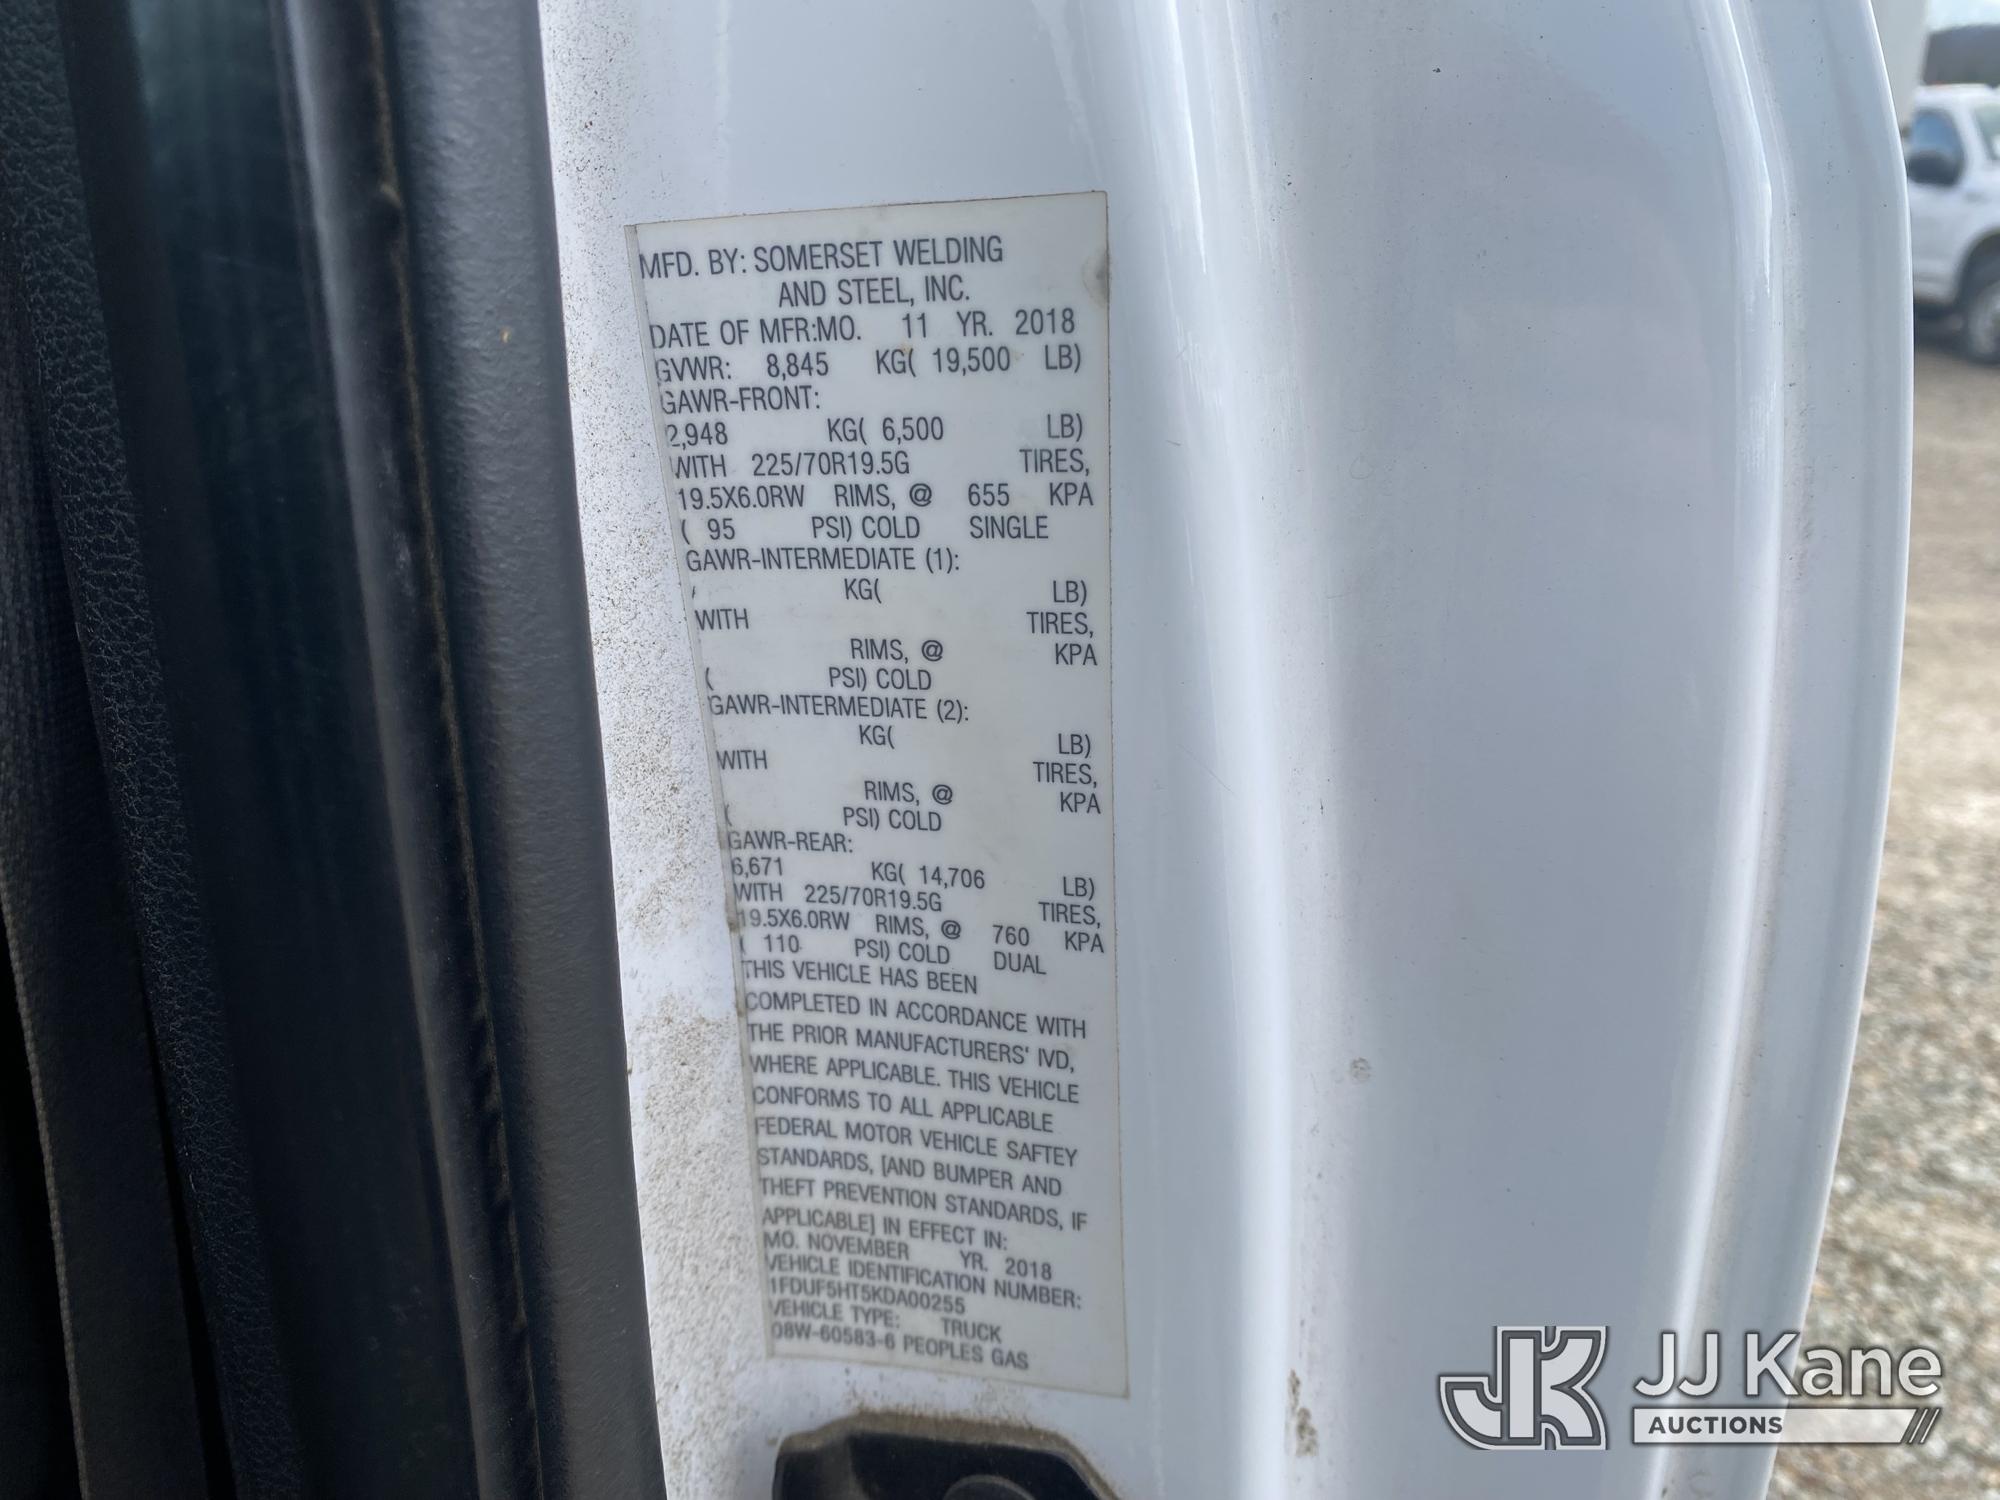 MFD. BY: SOMERSET WELDING
AND STEEL, INC.
DATE OF MFR:MO. 11 YR. 2018
GVWR: 8,845 KG( 19,500 LB)
GAWR-FRONT:
2,948 KG( 6,500 LB)
WITH 225/70R19.5G TIRES,
19.5X6.0RW RIMS, @ 655 KPA
( 95 PSI) COLD SINGLE
GAWR-INTERMEDIATE (1):
KG( LB)
WITH TIRES,
RIMS, @ KPA
( PSI) COLD
GAWR-INTERMEDIATE (2):
KG( LB)
WITH TIRES,
RIMS, @ KPA
( PSI) COLD
GAWR-REAR:
6,671 KG( 14,706 LB)
WITH 225/70R19.5G TIRES,
19.5X6.0RW RIMS, @ 760 KPA
( 110 PSI) COLD DUAL
THIS VEHICLE HAS BEEN
COMPLETED IN ACCORDANCE WITH
THE PRIOR MANUFACTURERS' IVD,
WHERE APPLICABLE. THIS VEHICLE
CONFORMS TO ALL APPLICABLE
FEDERAL MOTOR VEHICLE SAFTEY
STANDARDS, [AND BUMPER AND
THEFT PREVENTION STANDARDS, IF
APPLICABLE] IN EFFECT IN:
MO. NOVEMBER YR. 2018
VEHICLE IDENTIFICATION NUMBER:
1FDUF5HT5KDA00255
VEHICLE TYPE: TRUCK
08W-60583-6 PEOPLES GAS
JK JJ Kane
AUCTIONS